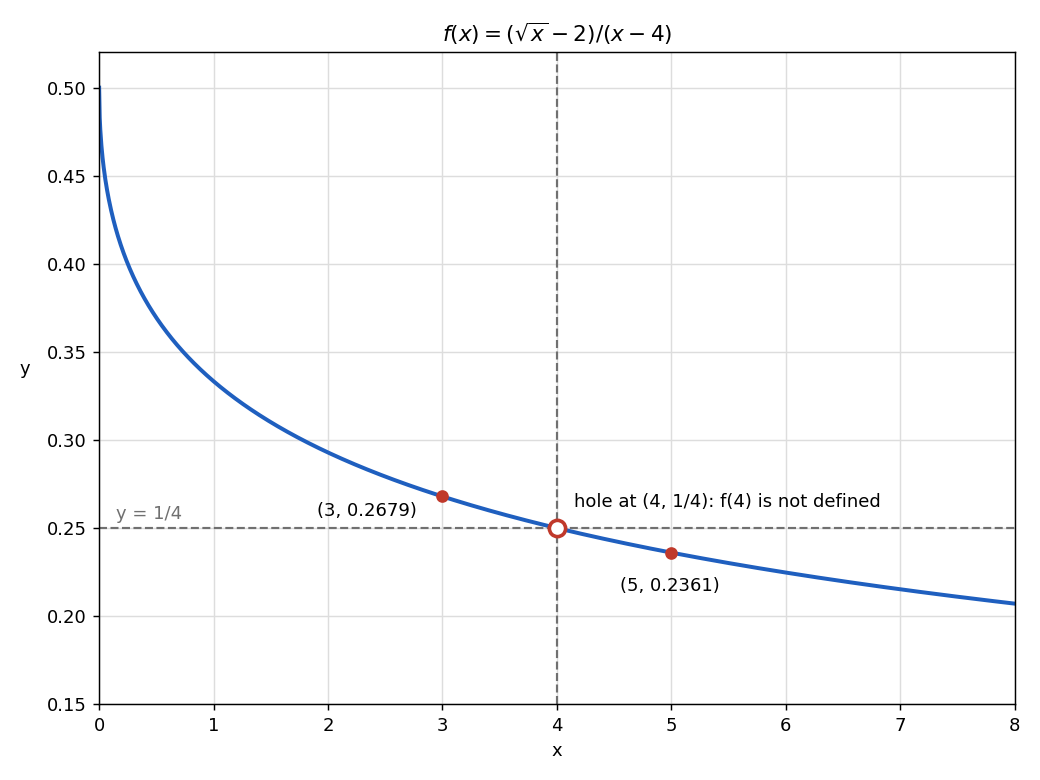 f(x) = (√x − 2)/(x − 4)
0.50
0.45
0.40
0.35
y
0.30
hole at (4, 1/4): f(4) is not defined
(3, 0.2679)
y = 1/4
0.25
(5, 0.2361)
0.20
0.15
0 1 2 3 4 5 6 7 8
x